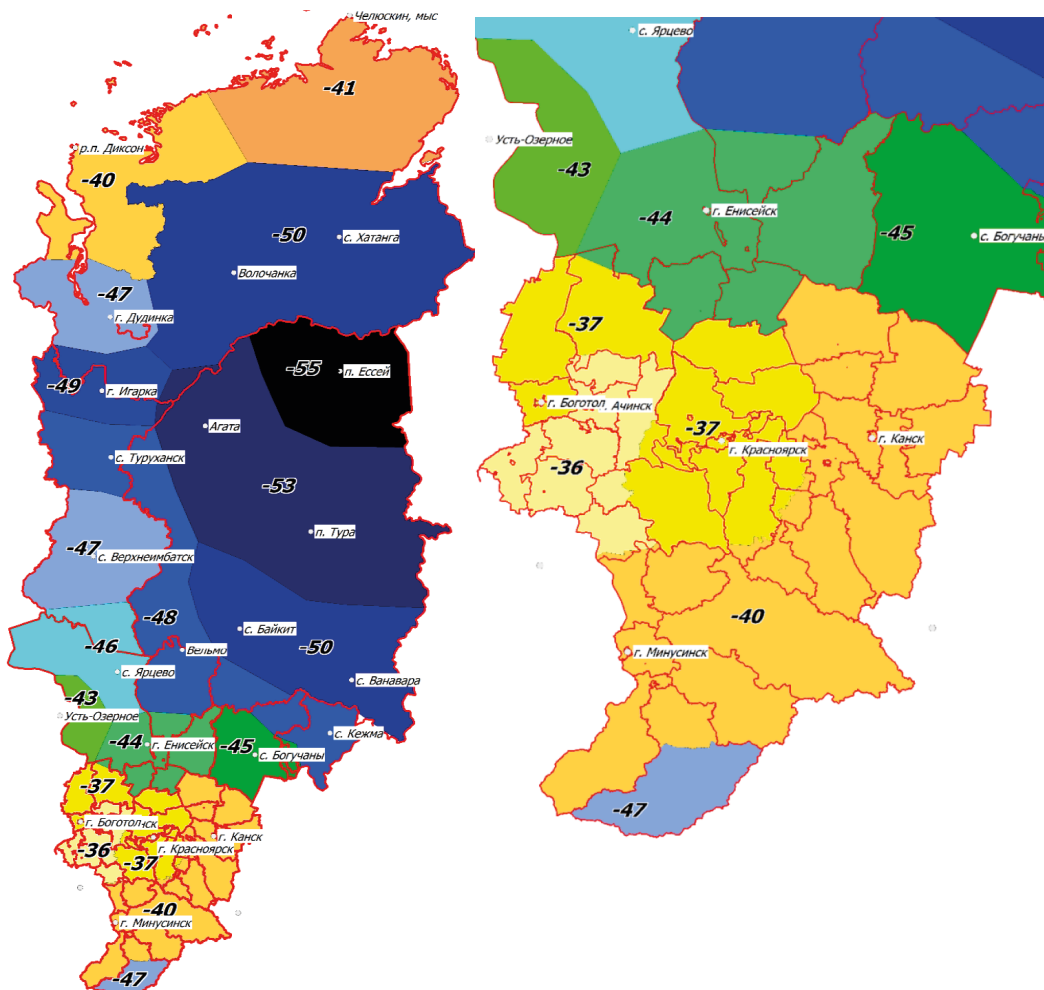 Челюскин, мыс
-41
р.п. Диксон
-40
-50
с. Хатанга
Волочанка
-47
г. Дудинка
-55
п. Ессей
-49
г. Игарка
Агата
с. Туруханск
-53
п. Тура
-47
с. Верхнеимбатск
-48
с. Байкит
-46
Вельмо
-50
с. Ярцево
с. Ванавара
-43
Усть-Озерное
-44
г. Енисейск
-45
с. Кежма
с. Богучаны
-37
г. Боготол
нск
г. Канск
-36
г. Красноярск
-37
-40
г. Минусинск
-47
с. Ярцево
Усть-Озерное
-43
-44
г. Енисейск
-45
с. Богучаны
-37
г. Боготол
. Ачинск
-37
г. Красноярск
г. Канск
-36
-40
г. Минусинск
-47